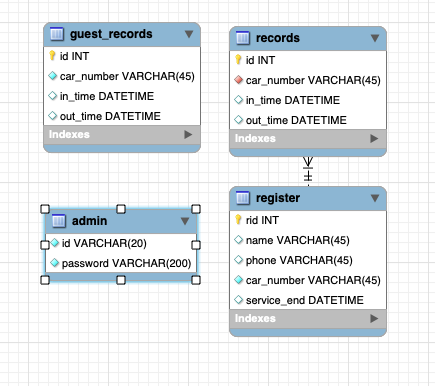 guest_records
id INT
car_number VARCHAR(45)
in_time DATETIME
out_time DATETIME
Indexes
records
id INT
car_number VARCHAR(45)
in_time DATETIME
out_time DATETIME
Indexes
admin
id VARCHAR(20)
password VARCHAR(200)
register
rid INT
name VARCHAR(45)
phone VARCHAR(45)
car_number VARCHAR(45)
service_end DATETIME
Indexes